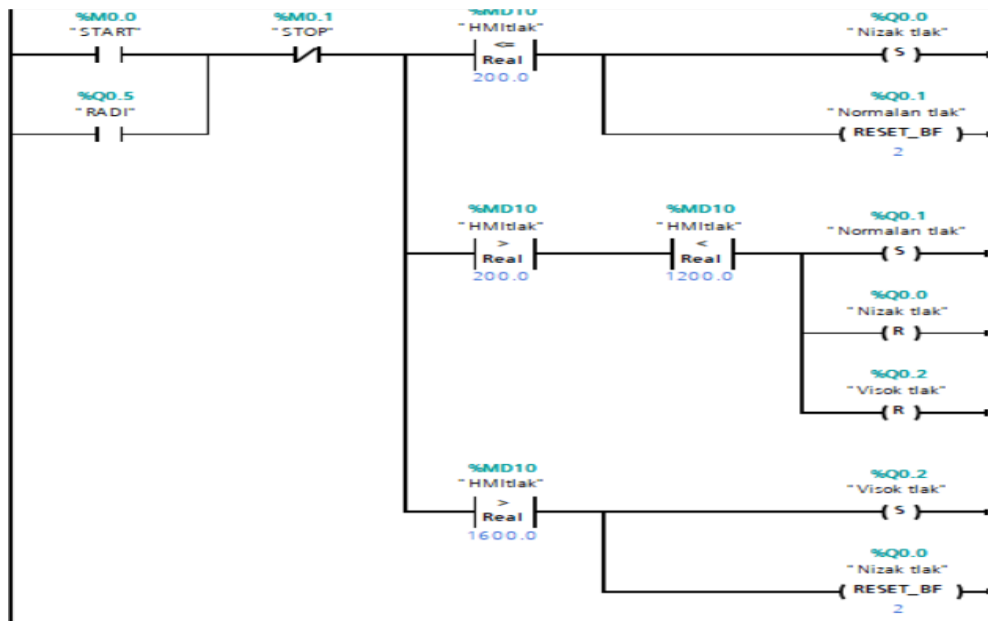 %M0.0
"START"
%M0.1
"STOP"
%MD10
"HMItlak"
<=
Real
200.0
%Q0.0
"Nizak tlak"
S
%Q0.5
"RADI"
%Q0.1
"Normalan tlak"
RESET_BF
2
%MD10
"HMItlak"
>
Real
200.0
%MD10
"HMItlak"
<
Real
1200.0
%Q0.1
"Normalan tlak"
S
%Q0.0
"Nizak tlak"
R
%Q0.2
"Visok tlak"
R
%MD10
"HMItlak"
>
Real
1600.0
%Q0.2
"Visok tlak"
S
%Q0.0
"Nizak tlak"
RESET_BF
2